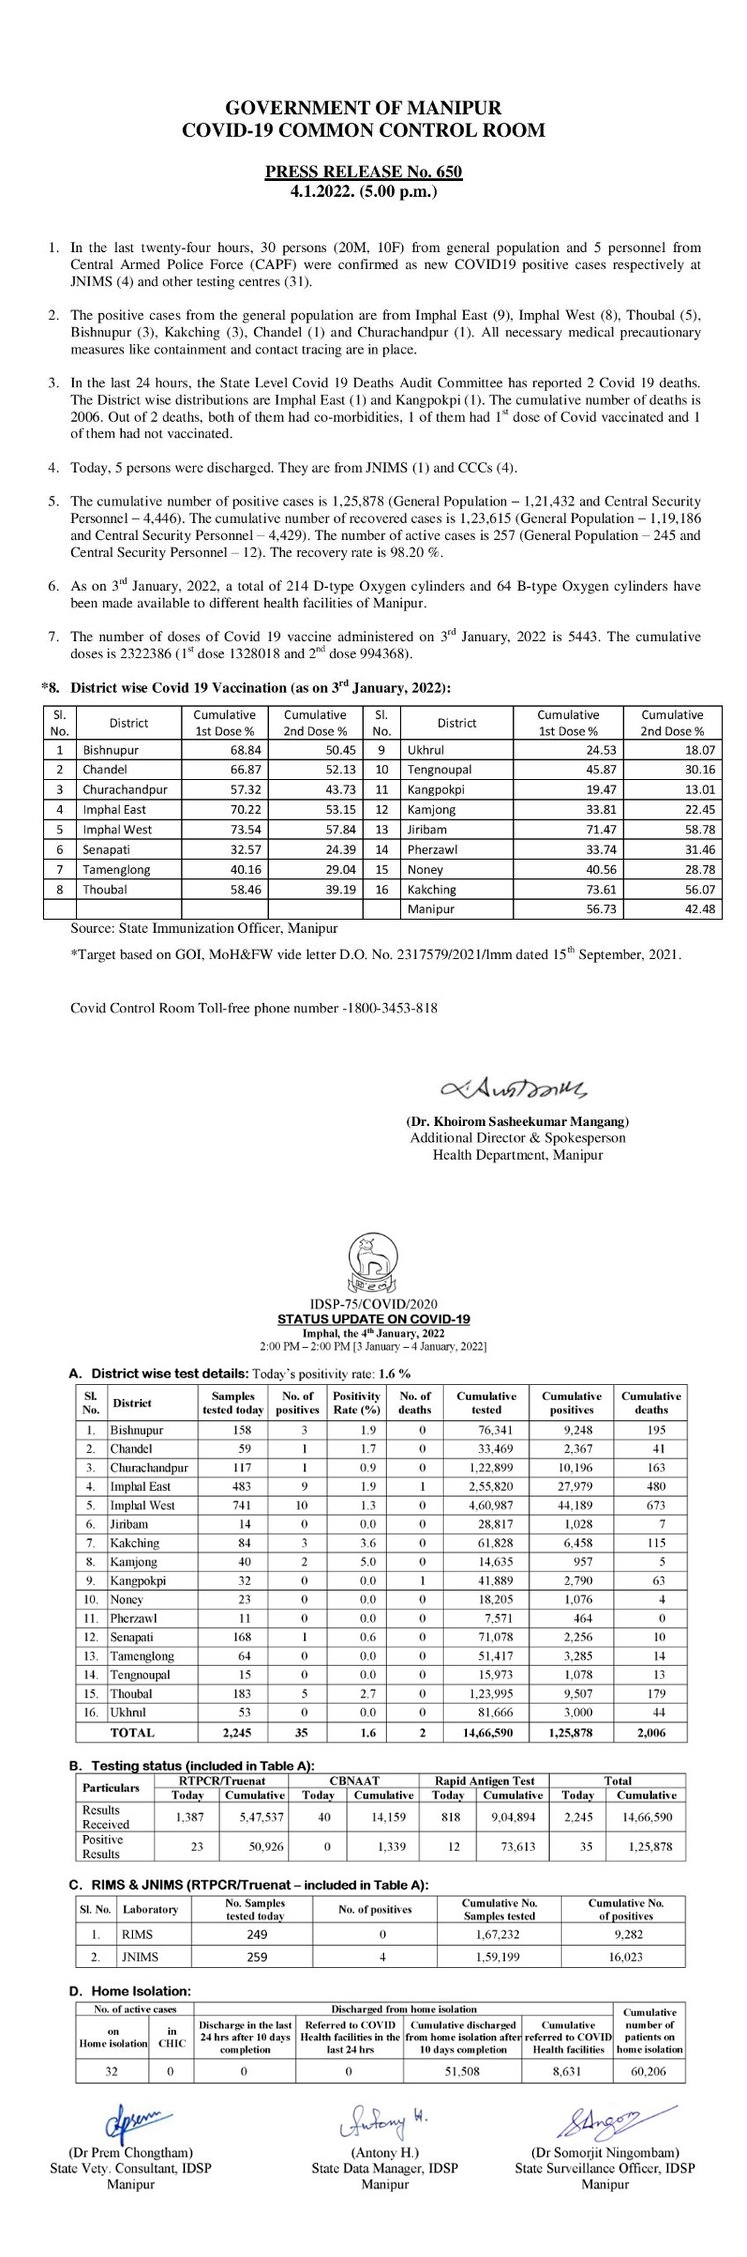 GOVERNMENT OF MANIPUR
COVID-19 COMMON CONTROL ROOM
PRESS RELEASE No. 650
4.1.2022. (5.00 p.m.)
1. In the last twenty-four hours, 30 persons (20M, 10F) from general population and 5 personnel from
Central Armed Police Force (CAPF) were confirmed as new COVID19 positive cases respectively at
JNIMS (4) and other testing centres (31).
2. The positive cases from the general population are from Imphal East (9), Imphal West (8), Thoubal (5),
Bishnupur (3), Kakching (3), Chandel (1) and Churachandpur (1). All necessary medical precautionary
measures like containment and contact tracing are in place.
3. In the last 24 hours, the State Level Covid 19 Deaths Audit Committee has reported 2 Covid 19 deaths.
The District wise distributions are Imphal East (1) and Kangpokpi (1). The cumulative number of deaths is
2006. Out of 2 deaths, both of them had co-morbidities, 1 of them had 1st dose of Covid vaccinated and 1
of them had not vaccinated.
4. Today, 5 persons were discharged. They are from JNIMS (1) and CCCs (4).
5. The cumulative number of positive cases is 1,25,878 (General Population – 1,21,432 and Central Security
Personnel – 4,446). The cumulative number of recovered cases is 1,23,615 (General Population – 1,19,186
and Central Security Personnel – 4,429). The number of active cases is 257 (General Population – 245 and
Central Security Personnel – 12). The recovery rate is 98.20 %.
6. As on 3rd January, 2022, a total of 214 D-type Oxygen cylinders and 64 B-type Oxygen cylinders have
been made available to different health facilities of Manipur.
7. The number of doses of Covid 19 vaccine administered on 3rd January, 2022 is 5443. The cumulative
doses is 2322386 (1st dose 1328018 and 2nd dose 994368).
*8. District wise Covid 19 Vaccination (as on 3rd January, 2022):
Sl. No. District Cumulative 1st Dose % Cumulative 2nd Dose % Sl. No. District Cumulative 1st Dose % Cumulative 2nd Dose %
1 Bishnupur 68.84 50.45 9 Ukhrul 24.53 18.07
2 Chandel 66.87 52.13 10 Tengnoupal 45.87 30.16
3 Churachandpur 57.32 43.73 11 Kangpokpi 19.47 13.01
4 Imphal East 70.22 53.15 12 Kamjong 33.81 22.45
5 Imphal West 73.54 57.84 13 Jiribam 71.47 58.78
6 Senapati 32.57 24.39 14 Pherzawl 33.74 31.46
7 Tamenglong 40.16 29.04 15 Noney 40.56 28.78
8 Thoubal 58.46 39.19 16 Kakching 73.61 56.07
Manipur 56.73 42.48
Source: State Immunization Officer, Manipur
*Target based on GOI, MoH&FW vide letter D.O. No. 2317579/2021/Imm dated 15th September, 2021.
Covid Control Room Toll-free phone number -1800-3453-818
(Dr. Khoirom Sasheekumar Mangang)
Additional Director & Spokesperson
Health Department, Manipur
IDSP-75/COVID/2020
STATUS UPDATE ON COVID-19
Imphal, the 4th January, 2022
2:00 PM – 2:00 PM [3 January – 4 January, 2022]
A. District wise test details: Today's positivity rate: 1.6 %
Sl. No. District Samples tested today No. of positives Positivity Rate (%) No. of deaths Cumulative tested Cumulative positives Cumulative deaths
1. Bishnupur 158 3 1.9 0 76,341 9,248 195
2. Chandel 59 1 1.7 0 33,469 2,367 41
3. Churachandpur 117 1 0.9 0 1,22,899 10,196 163
4. Imphal East 483 9 1.9 1 2,55,820 27,979 480
5. Imphal West 741 10 1.3 0 4,60,987 44,189 673
6. Jiribam 14 0 0.0 0 28,817 1,028 7
7. Kakching 84 3 3.6 0 61,828 6,458 115
8. Kamjong 40 2 5.0 0 14,635 957 5
9. Kangpokpi 32 0 0.0 1 41,889 2,790 63
10. Noney 23 0 0.0 0 18,205 1,076 4
11. Pherzawl 11 0 0.0 0 7,571 464 0
12. Senapati 168 1 0.6 0 71,078 2,256 10
13. Tamenglong 64 0 0.0 0 51,417 3,285 14
14. Tengnoupal 15 0 0.0 0 15,973 1,078 13
15. Thoubal 183 5 2.7 0 1,23,995 9,507 179
16. Ukhrul 53 0 0.0 0 81,666 3,000 44
TOTAL 2,245 35 1.6 2 14,66,590 1,25,878 2,006
B. Testing status (included in Table A):
Particulars RTPCR/Truenat CBNAAT Rapid Antigen Test Total
Today Cumulative Today Cumulative Today Cumulative Today Cumulative
Results Received 1,387 5,47,537 40 14,159 818 9,04,894 2,245 14,66,590
Positive Results 23 50,926 0 1,339 12 73,613 35 1,25,878
C. RIMS & JNIMS (RTPCR/Truenat – included in Table A):
Sl. No. Laboratory No. Samples tested today No. of positives Cumulative No. Samples tested Cumulative No. of positives
1. RIMS 249 0 1,67,232 9,282
2. JNIMS 259 4 1,59,199 16,023
D. Home Isolation:
No. of active cases Discharged from home isolation Cumulative number of patients on home isolation
on Home isolation in CHIC Discharge in the last 24 hrs after 10 days completion Referred to COVID Health facilities in the last 24 hrs Cumulative discharged from home isolation after 10 days completion Cumulative referred to COVID Health facilities
32 0 0 0 51,508 8,631 60,206
Antony H.
(Dr Prem Chongtham) (Antony H.) (Dr Somorjit Ningombam)
State Vety. Consultant, IDSP State Data Manager, IDSP State Surveillance Officer, IDSP
Manipur Manipur Manipur